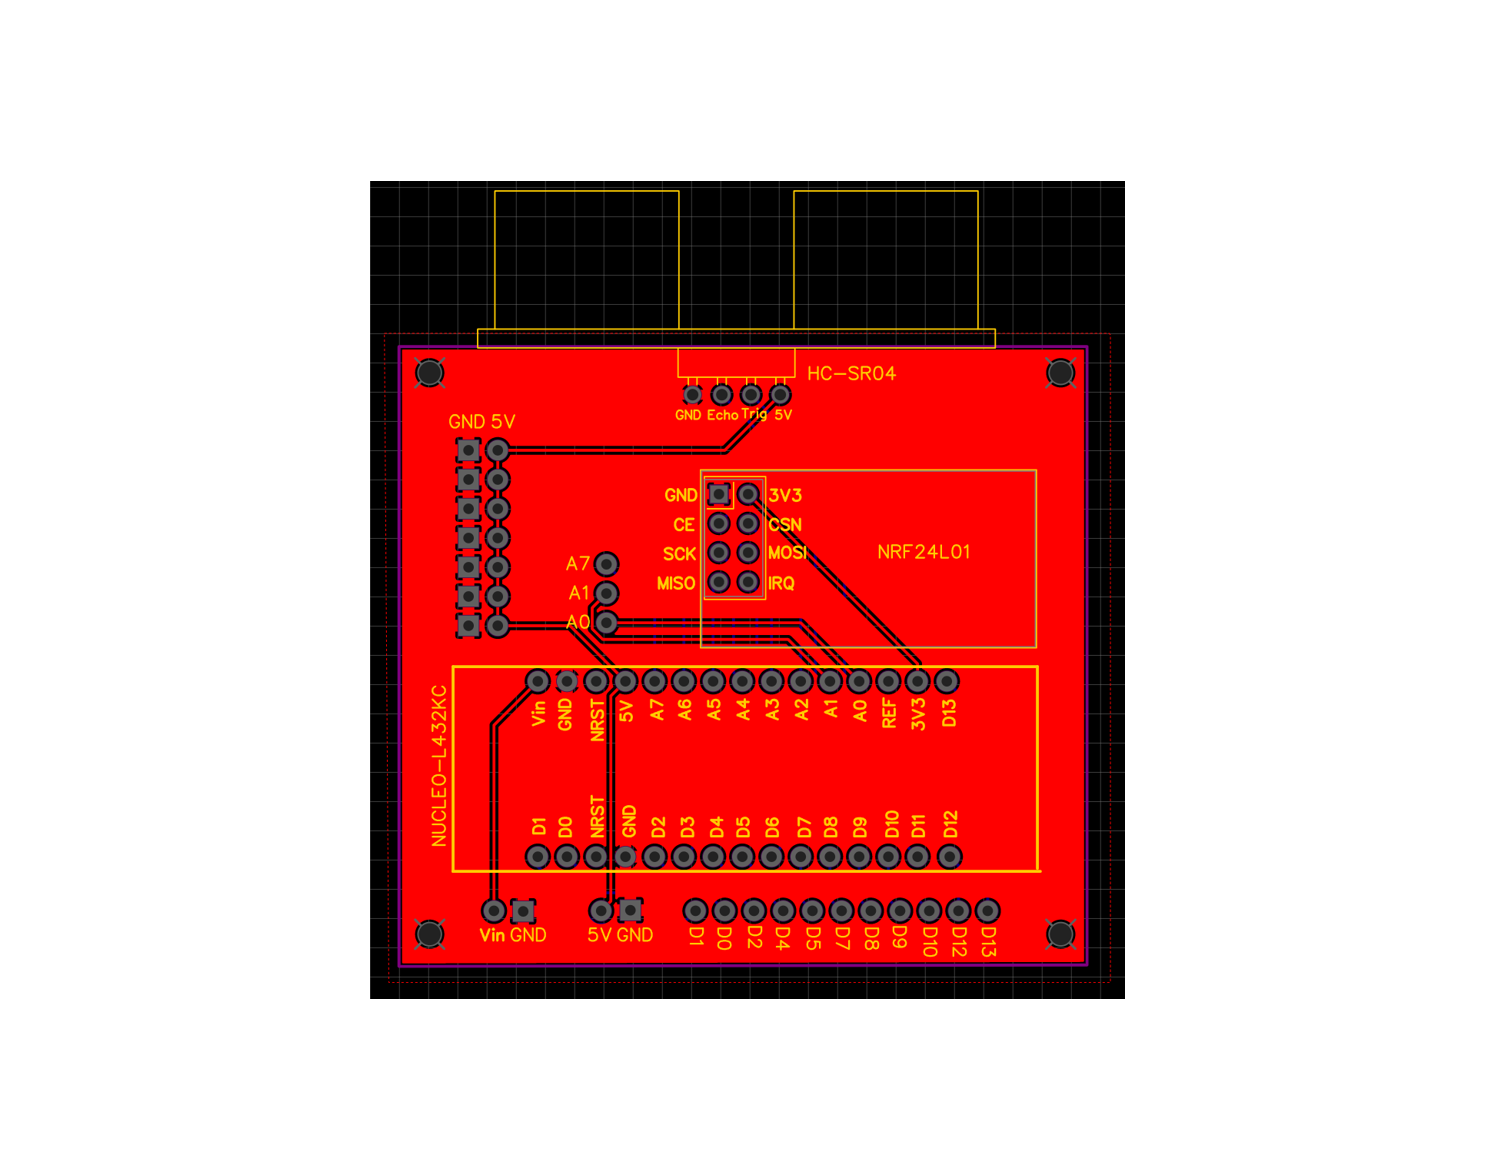 HC-SR04
GND Echo Trig 5V
GND 5V
GND 3V3
CE CSN
SCK MOSI
MISO IRQ
NRF24L01
A7
A1
A0
NUCLEO-L432KC
Vin GND NRST 5V A7 A6 A5 A4 A3 A2 A1 A0 REF 3V3 D13
D1 D0 NRST GND D2 D3 D4 D5 D6 D7 D8 D9 D10 D11 D12
Vin GND 5V GND D1 D0 D2 D4 D5 D7 D8 D9 D10 D12 D13